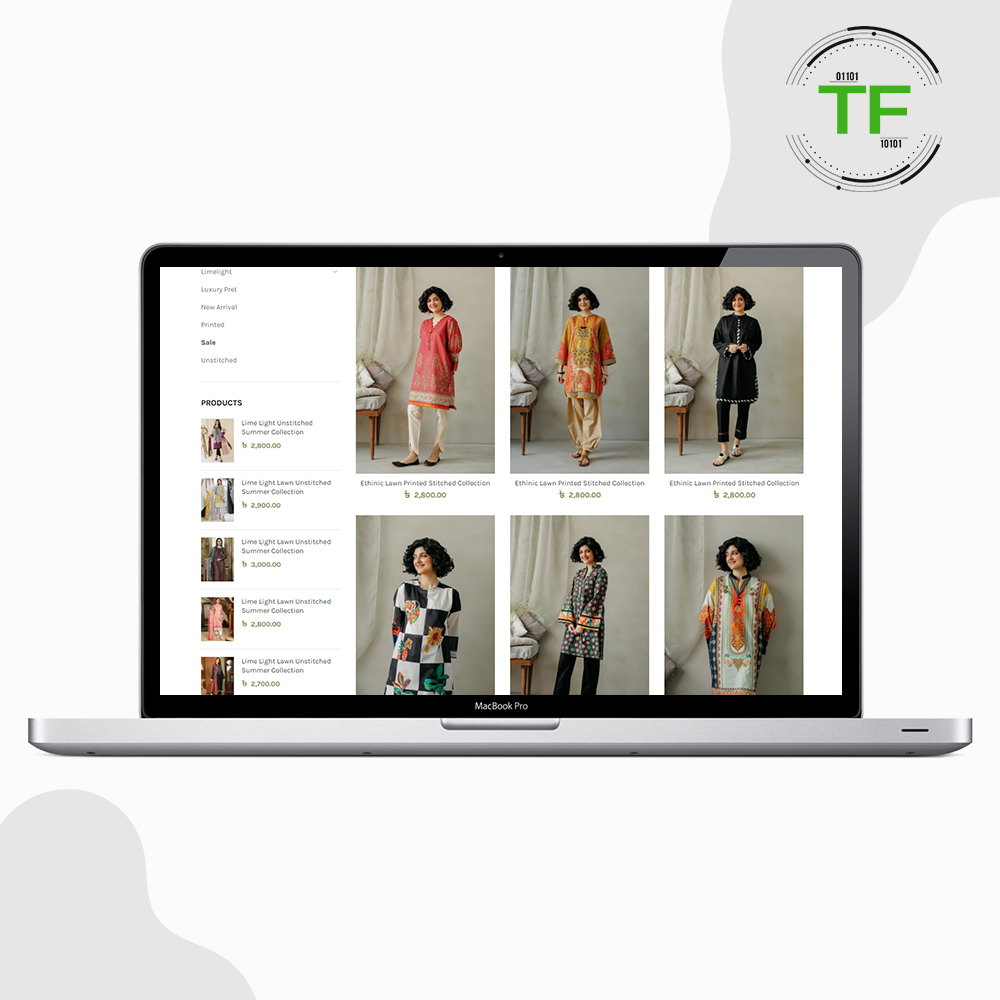 01101
TF
10101
Limelight
Luxury Pret
New Arrival
Printed
Sale
Unstitched
PRODUCTS
Lime Light Unstitched
Summer Collection
৳ 2,800.00
Lime Light Lawn Unstitched
Summer Collection
৳ 2,900.00
Lime Light Lawn Unstitched
Summer Collection
৳ 3,000.00
Lime Light Lawn Unstitched
Summer Collection
৳ 2,800.00
Lime Light Lawn Unstitched
Summer Collection
৳ 2,700.00
Ethinic Lawn Printed Stitched Collection
৳ 2,800.00
Ethinic Lawn Printed Stitched Collection
৳ 2,800.00
Ethinic Lawn Printed Stitched Collection
৳ 2,800.00
MacBook Pro